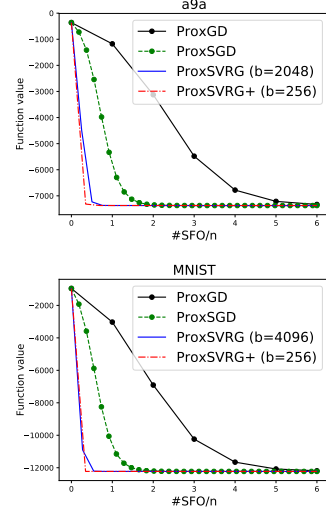 a9a
0
−1000
−2000
−3000
−4000
−5000
−6000
−7000
Function value
ProxGD
ProxSGD
ProxSVRG (b=2048)
ProxSVRG+ (b=256)
0 1 2 3 4 5 6
#SFO/n
MNIST
−2000
−4000
−6000
−8000
−10000
−12000
Function value
ProxGD
ProxSGD
ProxSVRG (b=4096)
ProxSVRG+ (b=256)
0 1 2 3 4 5 6
#SFO/n